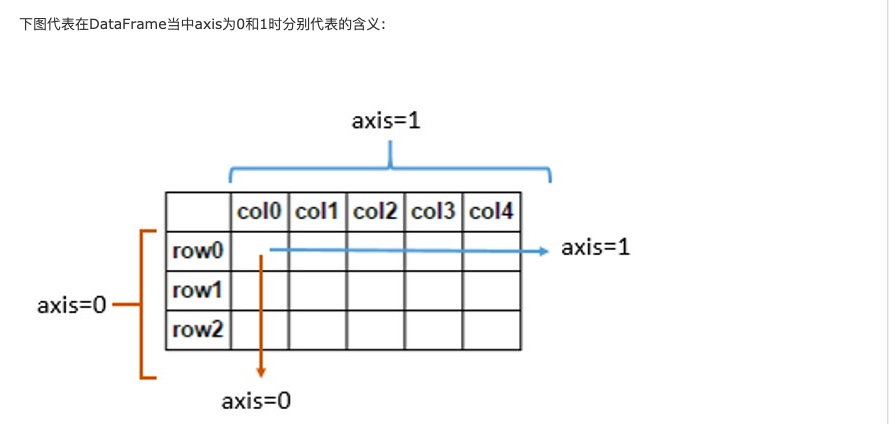 下图代表在DataFrame当中axis为0和1时分别代表的含义:
axis=1
col0 col1 col2 col3 col4
row0
axis=1
row1
axis=0
row2
axis=0